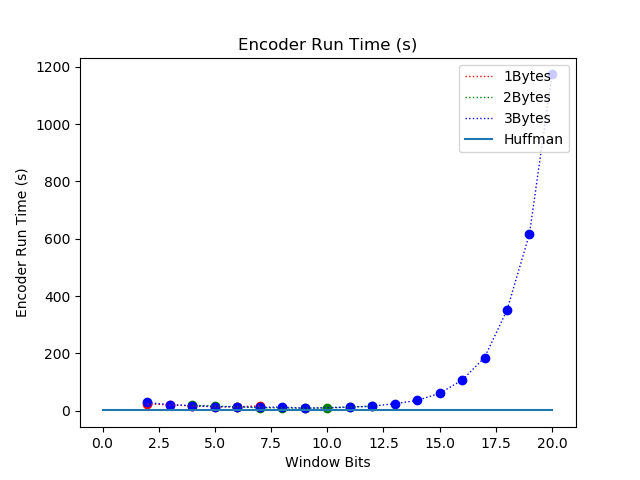 Encoder Run Time (s)
1200
1000
800
600
400
200
0
Encoder Run Time (s)
0.0 2.5 5.0 7.5 10.0 12.5 15.0 17.5 20.0
Window Bits
1Bytes
2Bytes
3Bytes
Huffman